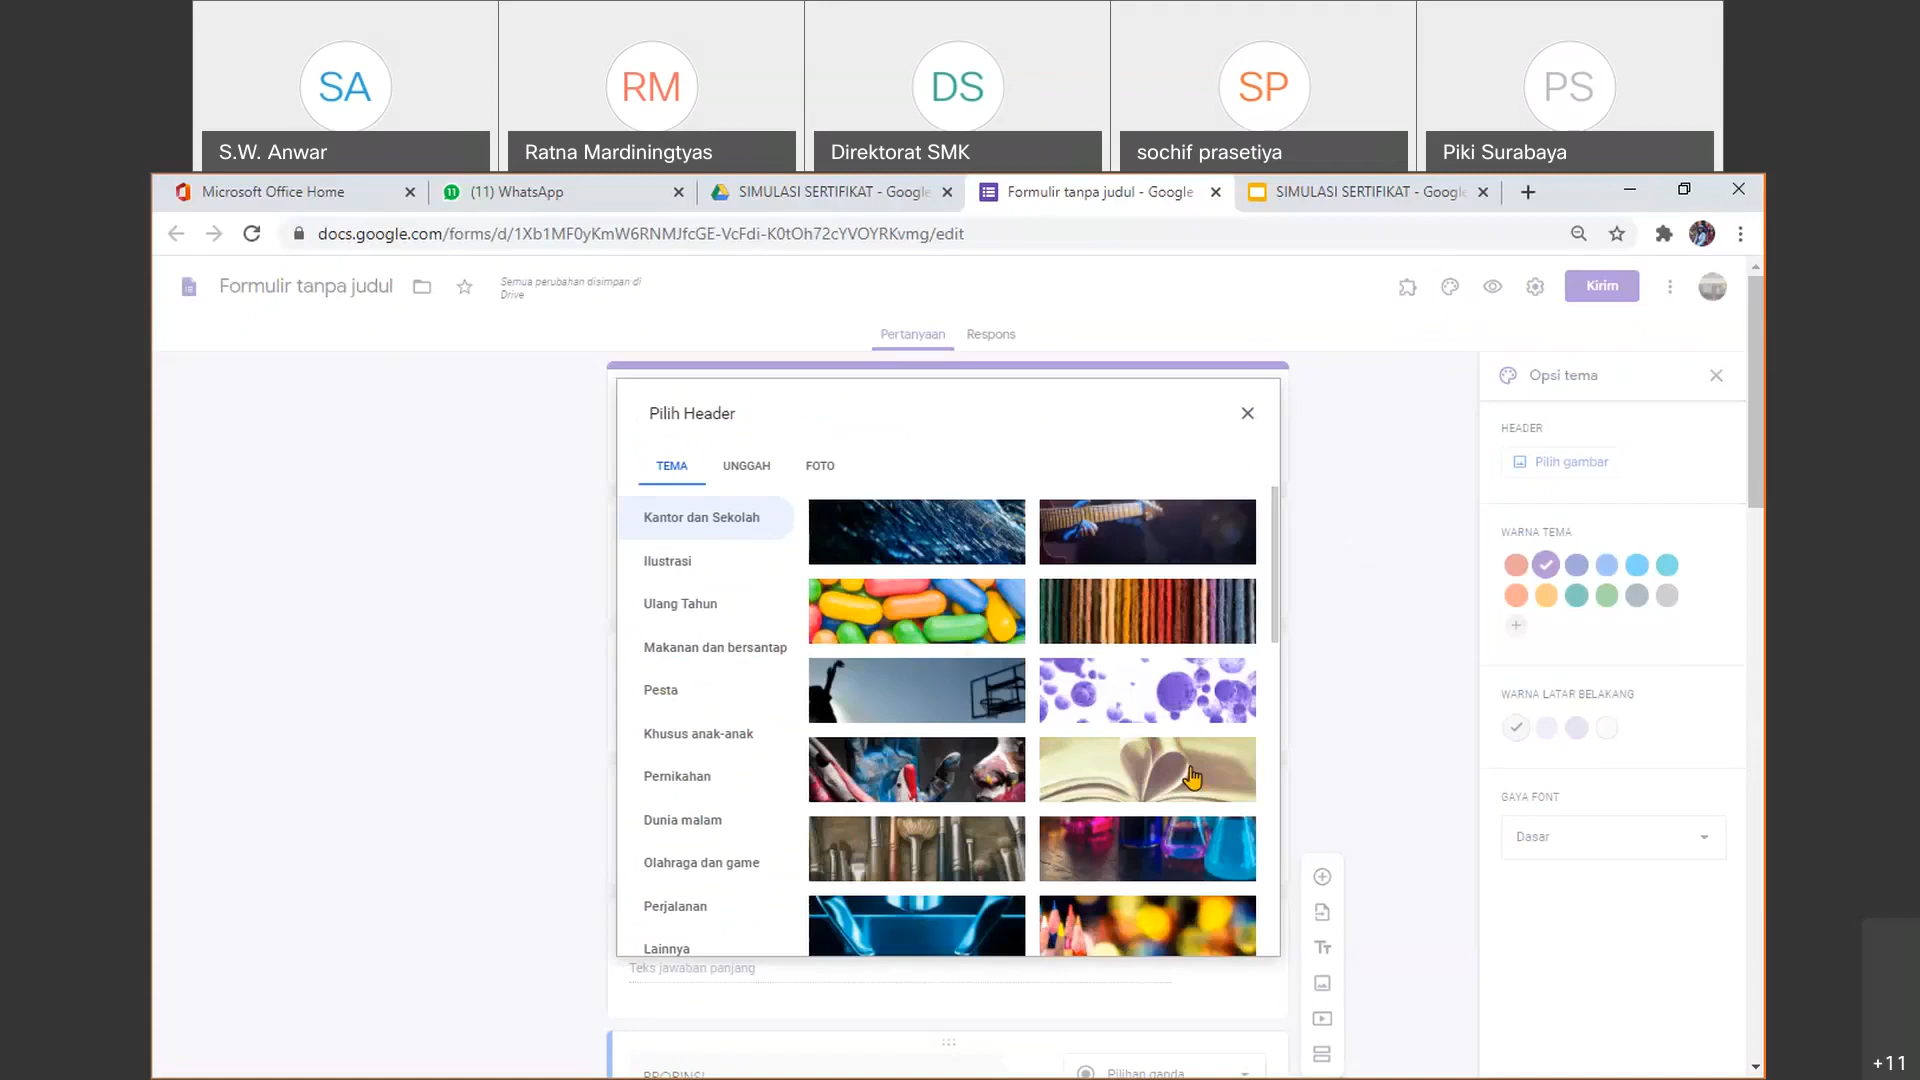 SA
RM
DS
SP
PS
S.W. Anwar
Ratna Mardiningtyas
Direktorat SMK
sochif prasetiya
Piki Surabaya
Microsoft Office Home
11
(11) WhatsApp
SIMULASI SERTIFIKAT - Google
Formulir tanpa judul - Google
SIMULASI SERTIFIKAT - Google
docs.google.com/forms/d/1Xb1MF0yKmW6RNMJfcGE-VcFdi-K0tOh72cYVOYRKvmg/edit
Formulir tanpa judul
Semua perubahan disimpan di
Drive
Kirim
Pertanyaan
Respons
Pilih Header
TEMA
UNGGAH
FOTO
Kantor dan Sekolah
Ilustrasi
Ulang Tahun
Makanan dan bersantap
Pesta
Khusus anak-anak
Pernikahan
Dunia malam
Olahraga dan game
Perjalanan
Lainnya
Teks jawaban panjang
PROPINSI
Pilihan ganda
Tт
Opsi tema
HEADER
Pilih gambar
WARNA TEMA
WARNA LATAR BELAKANG
GAYA FONT
Dasar
+11